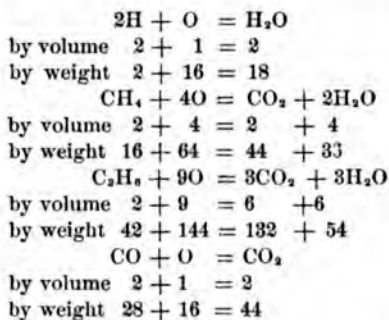 2H + O = H₂O
by volume 2 + 1 = 2
by weight 2 + 16 = 18
CH₄ + 4O = CO₂ + 2H₂O
by volume 2 + 4 = 2 + 4
by weight 16 + 64 = 44 + 33
C₃H₆ + 9O = 3CO₂ + 3H₂O
by volume 2 + 9 = 6 +6
by weight 42 + 144 = 132 + 54
CO + O = CO₂
by volume 2 + 1 = 2
by weight 28 + 16 = 44